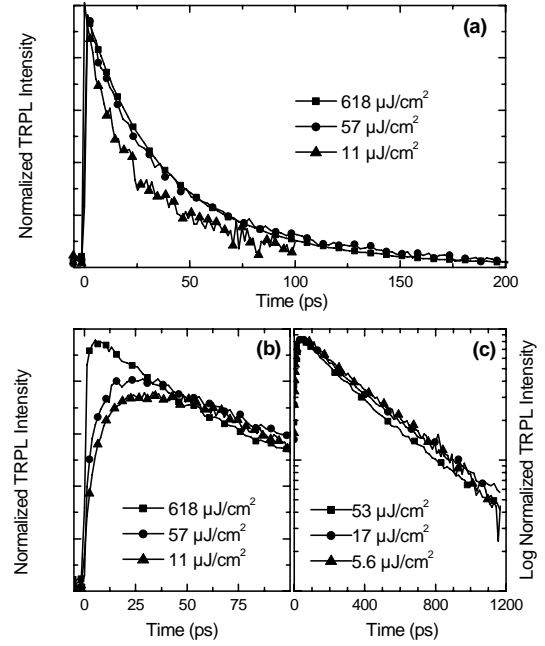 (a)
Normalized TRPL Intensity
618 μJ/cm²
57 μJ/cm²
11 μJ/cm²
0 50 100 150 200
Time (ps)
(b)
Normalized TRPL Intensity
618 μJ/cm²
57 μJ/cm²
11 μJ/cm²
0 25 50 75
Time (ps)
(c)
Log Normalized TRPL Intensity
53 μJ/cm²
17 μJ/cm²
5.6 μJ/cm²
0 400 800 1200
Time (ps)